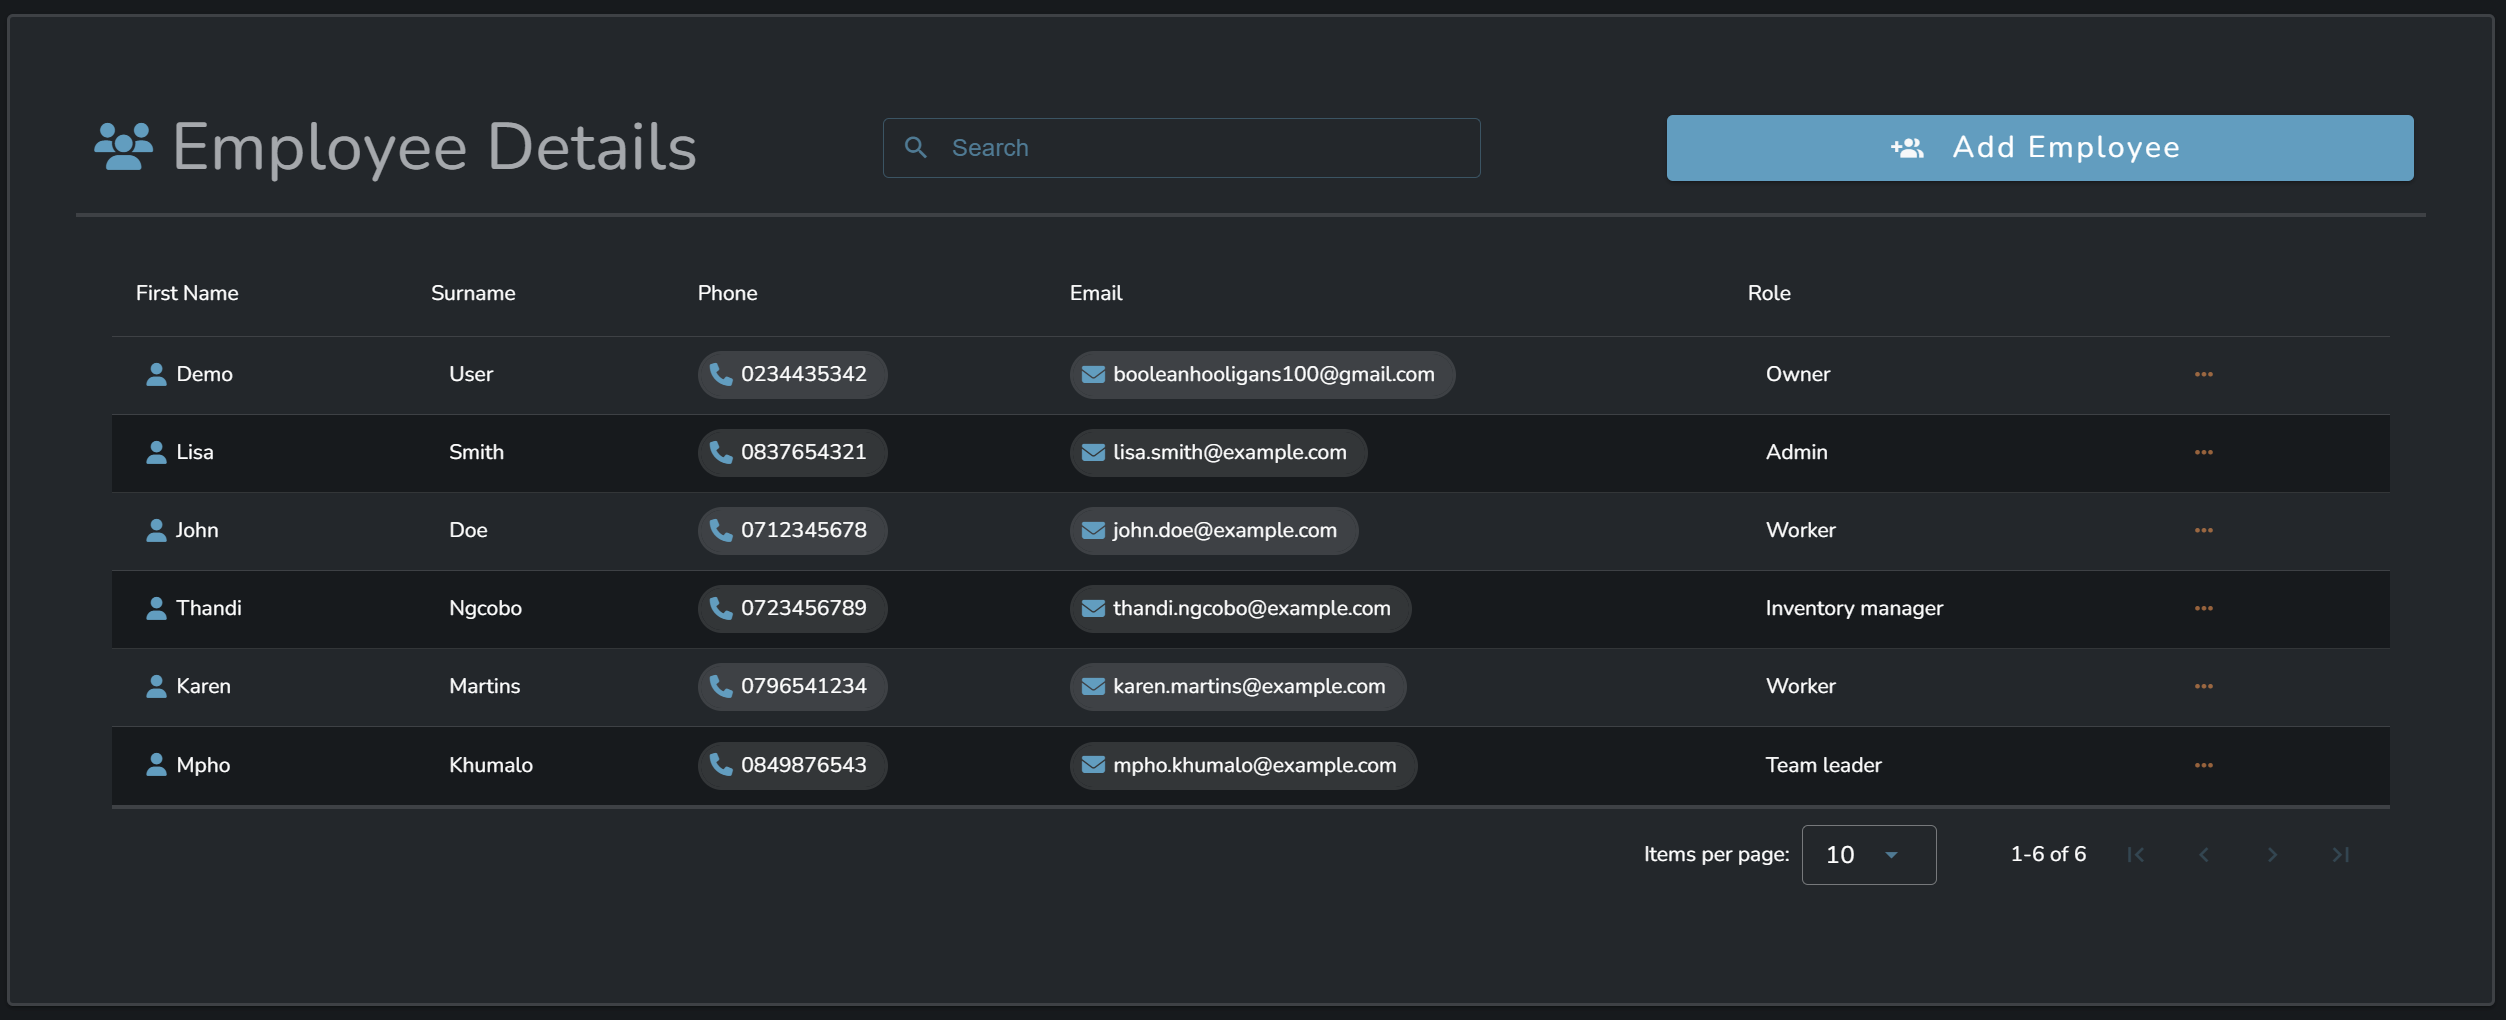 Employee Details
Search
Add Employee
First Name Surname Phone Email Role
Demo User 0234435342 booleanhooligans100@gmail.com Owner
Lisa Smith 0837654321 lisa.smith@example.com Admin
John Doe 0712345678 john.doe@example.com Worker
Thandi Ngcobo 0723456789 thandi.ngcobo@example.com Inventory manager
Karen Martins 0796541234 karen.martins@example.com Worker
Mpho Khumalo 0849876543 mpho.khumalo@example.com Team leader
Items per page: 10 1-6 of 6